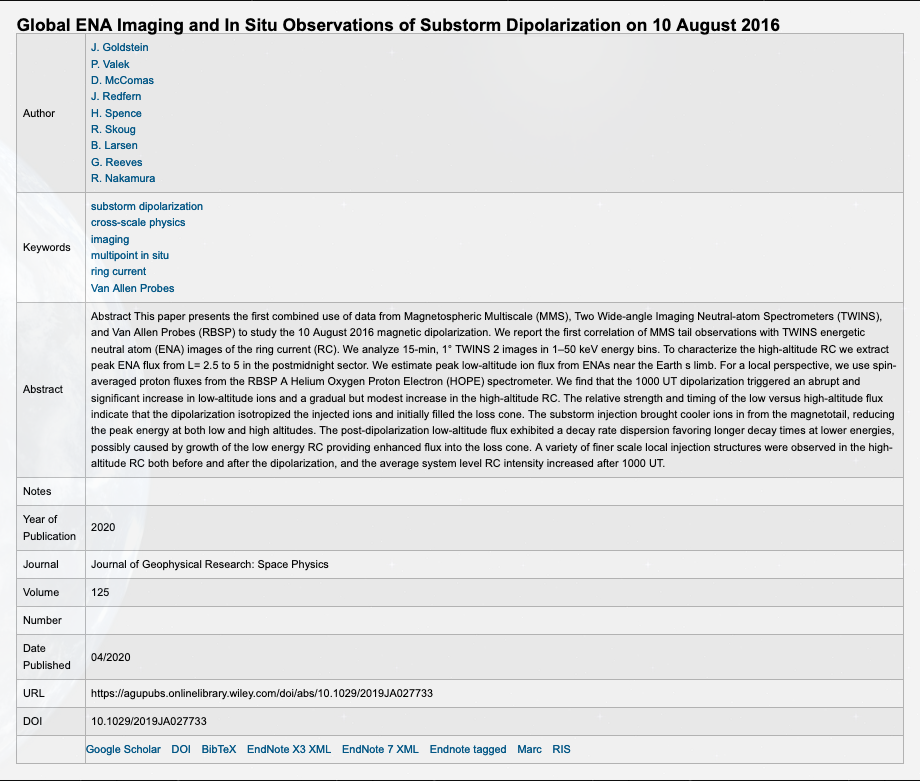 Global ENA Imaging and In Situ Observations of Substorm Dipolarization on 10 August 2016
Author
J. Goldstein
P. Valek
D. McComas
J. Redfern
H. Spence
R. Skoug
B. Larsen
G. Reeves
R. Nakamura
Keywords
substorm dipolarization
cross-scale physics
imaging
multipoint in situ
ring current
Van Allen Probes
Abstract
Abstract This paper presents the first combined use of data from Magnetospheric Multiscale (MMS), Two Wide-angle Imaging Neutral-atom Spectrometers (TWINS),
and Van Allen Probes (RBSP) to study the 10 August 2016 magnetic dipolarization. We report the first correlation of MMS tail observations with TWINS energetic
neutral atom (ENA) images of the ring current (RC). We analyze 15-min, 1° TWINS 2 images in 1–50 keV energy bins. To characterize the high-altitude RC we extract
peak ENA flux from L= 2.5 to 5 in the postmidnight sector. We estimate peak low-altitude ion flux from ENAs near the Earth s limb. For a local perspective, we use spin-
averaged proton fluxes from the RBSP A Helium Oxygen Proton Electron (HOPE) spectrometer. We find that the 1000 UT dipolarization triggered an abrupt and
significant increase in low-altitude ions and a gradual but modest increase in the high-altitude RC. The relative strength and timing of the low versus high-altitude flux
indicate that the dipolarization isotropized the injected ions and initially filled the loss cone. The substorm injection brought cooler ions in from the magnetotail, reducing
the peak energy at both low and high altitudes. The post-dipolarization low-altitude flux exhibited a decay rate dispersion favoring longer decay times at lower energies,
possibly caused by growth of the low energy RC providing enhanced flux into the loss cone. A variety of finer scale local injection structures were observed in the high-
altitude RC both before and after the dipolarization, and the average system level RC intensity increased after 1000 UT.
Notes
Year of
Publication
2020
Journal
Journal of Geophysical Research: Space Physics
Volume
125
Number
Date
Published
04/2020
URL
https://agupubs.onlinelibrary.wiley.com/doi/abs/10.1029/2019JA027733
DOI
10.1029/2019JA027733
Google Scholar DOI BibTeX EndNote X3 XML EndNote 7 XML Endnote tagged Marc RIS